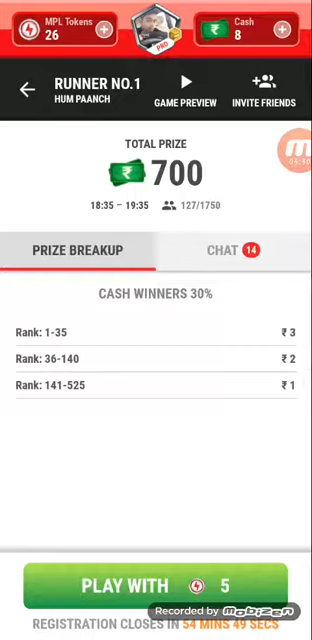 MPL Tokens
26
PRO
Cash
8
RUNNER NO.1
HUM PAANCH
GAME PREVIEW
INVITE FRIENDS
TOTAL PRIZE
₹ 700
18:35 – 19:35
127/1750
PRIZE BREAKUP
CHAT 14
CASH WINNERS 30%
Rank: 1-35 ₹ 3
Rank: 36-140 ₹ 2
Rank: 141-525 ₹ 1
PLAY WITH 5
Recorded by mobizen
REGISTRATION CLOSES IN 54 MINS 49 SECS